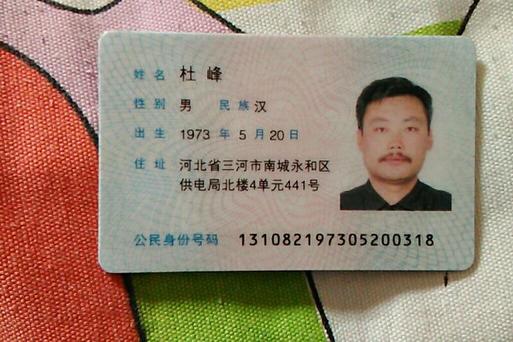 姓名 杜峰
性别 男 民族 汉
出生 1973 年 5 月 20 日
住址 河北省三河市南城永和区
供电局北楼4单元441号
公民身份号码 131082197305200318